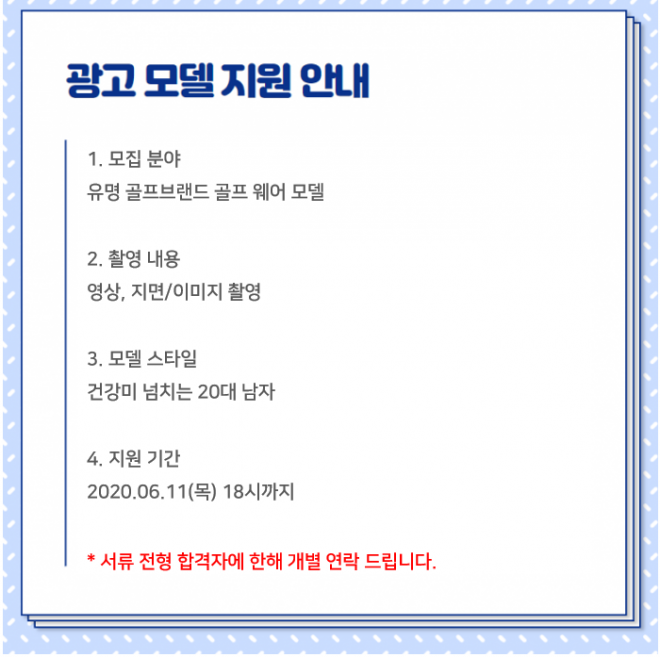 광고 모델 지원 안내
1. 모집 분야
유명 골프브랜드 골프 웨어 모델
2. 촬영 내용
영상, 지면/이미지 촬영
3. 모델 스타일
건강미 넘치는 20대 남자
4. 지원 기간
2020.06.11(목) 18시까지
* 서류 전형 합격자에 한해 개별 연락 드립니다.